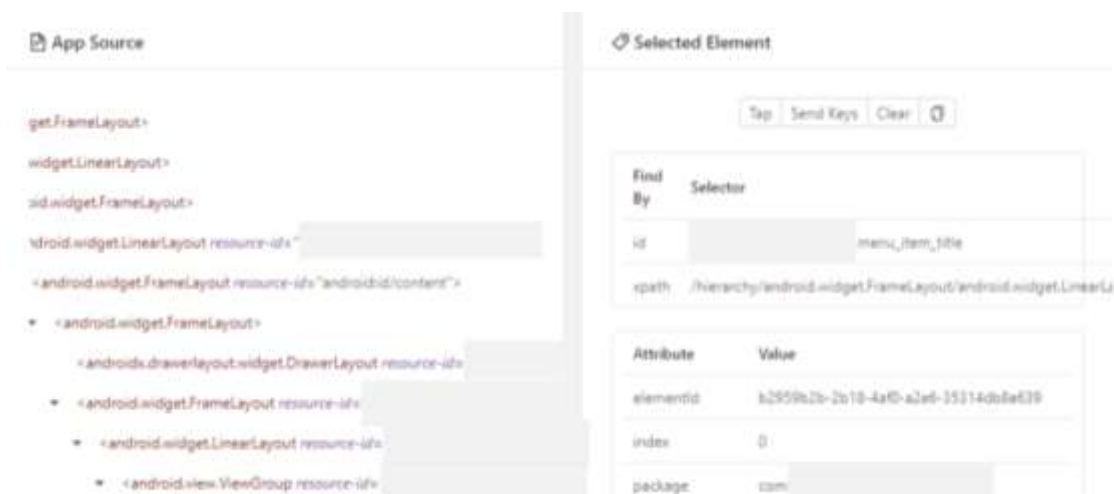 App Source
get.FrameLayout>
widget.LinearLayout>
oid.widget.FrameLayout>
ndroid.widget.LinearLayout resource-id="
<android.widget.FrameLayout resource-id="android:id/content">
<android.widget.FrameLayout>
<androidx.drawerlayout.widget.DrawerLayout resource-id=
<android.widget.FrameLayout resource-id=
<android.widget.LinearLayout resource-id=
<android.view.ViewGroup resource-id=
Selected Element
Tap Send Keys Clear
Find By Selector
id menu_item_title
xpath /hierarchy/android.widget.FrameLayout/android.widget.LinearLa
Attribute Value
elementId b2959b2b-2b18-4af0-a2e6-35314db8a639
index 0
package com